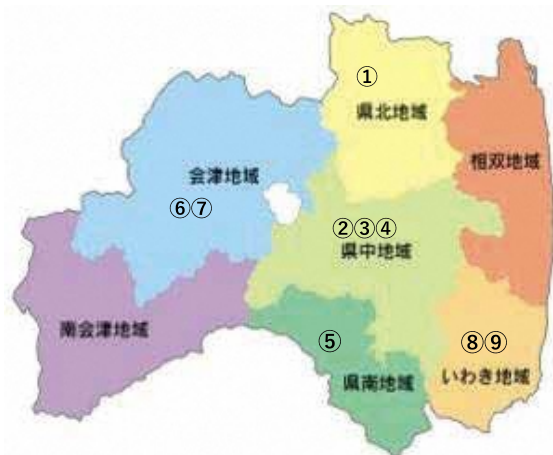 ①
県北地域
相双地域
会津地域
⑥⑦
②③④
県中地域
南会津地域
⑤
県南地域
⑧⑨
いわき地域